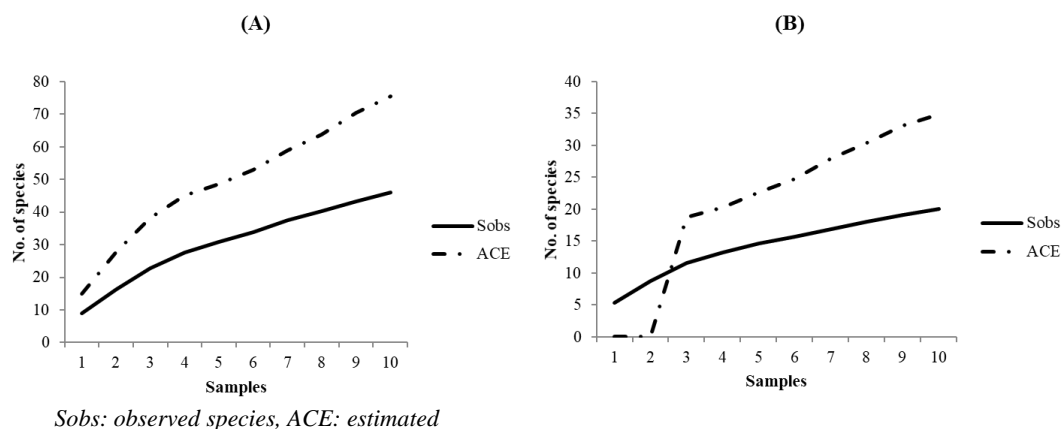 (A)
No. of species
80
70
60
50
40
30
20
10
0
1 2 3 4 5 6 7 8 9 10
Samples
Sobs
ACE
(B)
No. of species
40
35
30
25
20
15
10
5
0
1 2 3 4 5 6 7 8 9 10
Samples
Sobs
ACE
Sobs: observed species, ACE: estimated